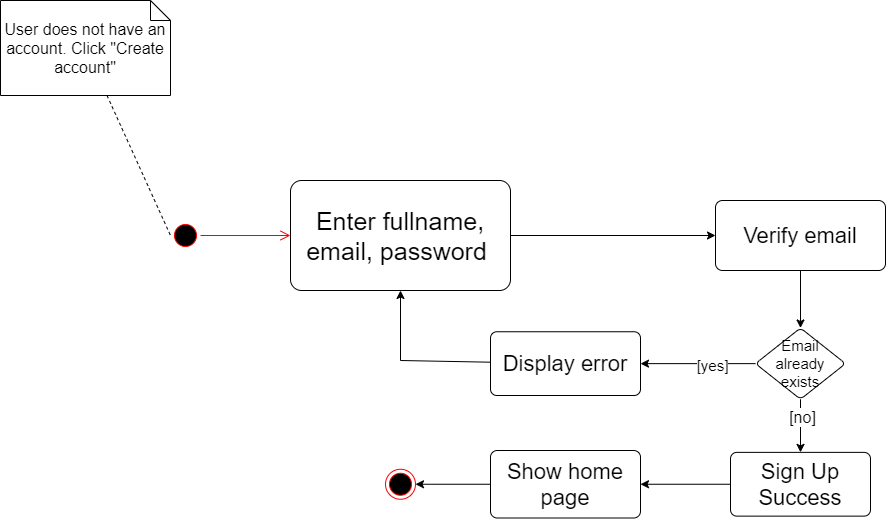 User does not have an
account. Click "Create
account"
Enter fullname,
email, password
Verify email
Email
already
exists
[yes]
Display error
[no]
Sign Up
Success
Show home
page